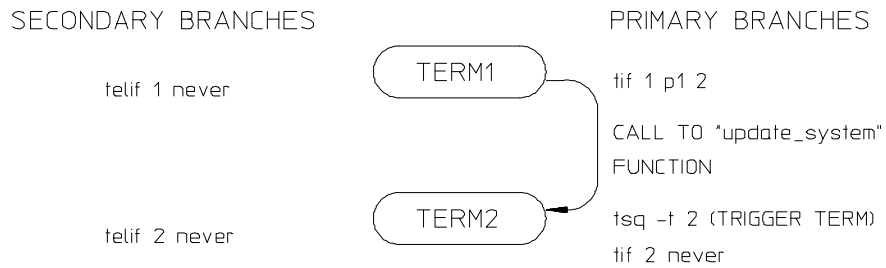 SECONDARY BRANCHES
PRIMARY BRANCHES
TERM1
telif 1 never
tif 1 p1 2
CALL TO "update_system"
FUNCTION
TERM2
telif 2 never
tsq -t 2 (TRIGGER TERM)
tif 2 never